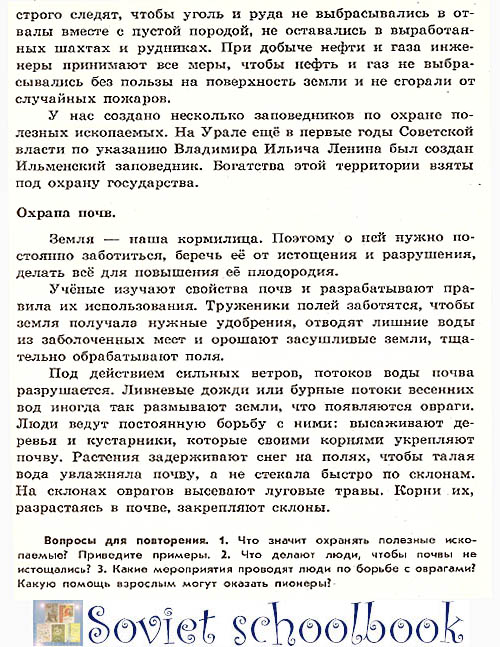 строго следят, чтобы уголь и руда не выбрасывались в от-
валы вместе с пустой породой, не оставались в выработан-
ных шахтах и рудниках. При добыче нефти и газа инже-
неры принимают все меры, чтобы нефть и газ не выбра-
сывались без пользы на поверхность земли и не сгорали от
случайных пожаров.
У нас создано несколько заповедников по охране по-
лезных ископаемых. На Урале ещё в первые годы Советской
власти по указанию Владимира Ильича Ленина был создан
Ильменский заповедник. Богатства этой территории взяты
под охрану государства.
Охрана почв.
Земля — наша кормилица. Поэтому о ней нужно по-
стоянно заботиться, беречь её от истощения и разрушения,
делать всё для повышения её плодородия.
Учёные изучают свойства почв и разрабатывают пра-
вила их использования. Труженики полей заботятся, чтобы
земля получала нужные удобрения, отводят лишние воды
из заболоченных мест и орошают засушливые земли, тща-
тельно обрабатывают поля.
Под действием сильных ветров, потоков воды почва
разрушается. Ливневые дожди или бурные потоки весенних
вод иногда так размывают земли, что появляются овраги.
Люди ведут постоянную борьбу с ними: высаживают де-
ревья и кустарники, которые своими корнями укрепляют
почву. Растения задерживают снег на полях, чтобы талая
вода увлажняла почву, а не стекала быстро по склонам.
На склонах оврагов высевают луговые травы. Корни их,
разрастаясь в почве, закрепляют склоны.
Вопросы для повторения. 1. Что значит охранять полезные иско-
паемые? Приведите примеры. 2. Что делают люди, чтобы почвы не
истощались? 3. Какие мероприятия проводят люди по борьбе с оврагами?
Какую помощь взрослым могут оказать пионеры?
Soviet schoolbook